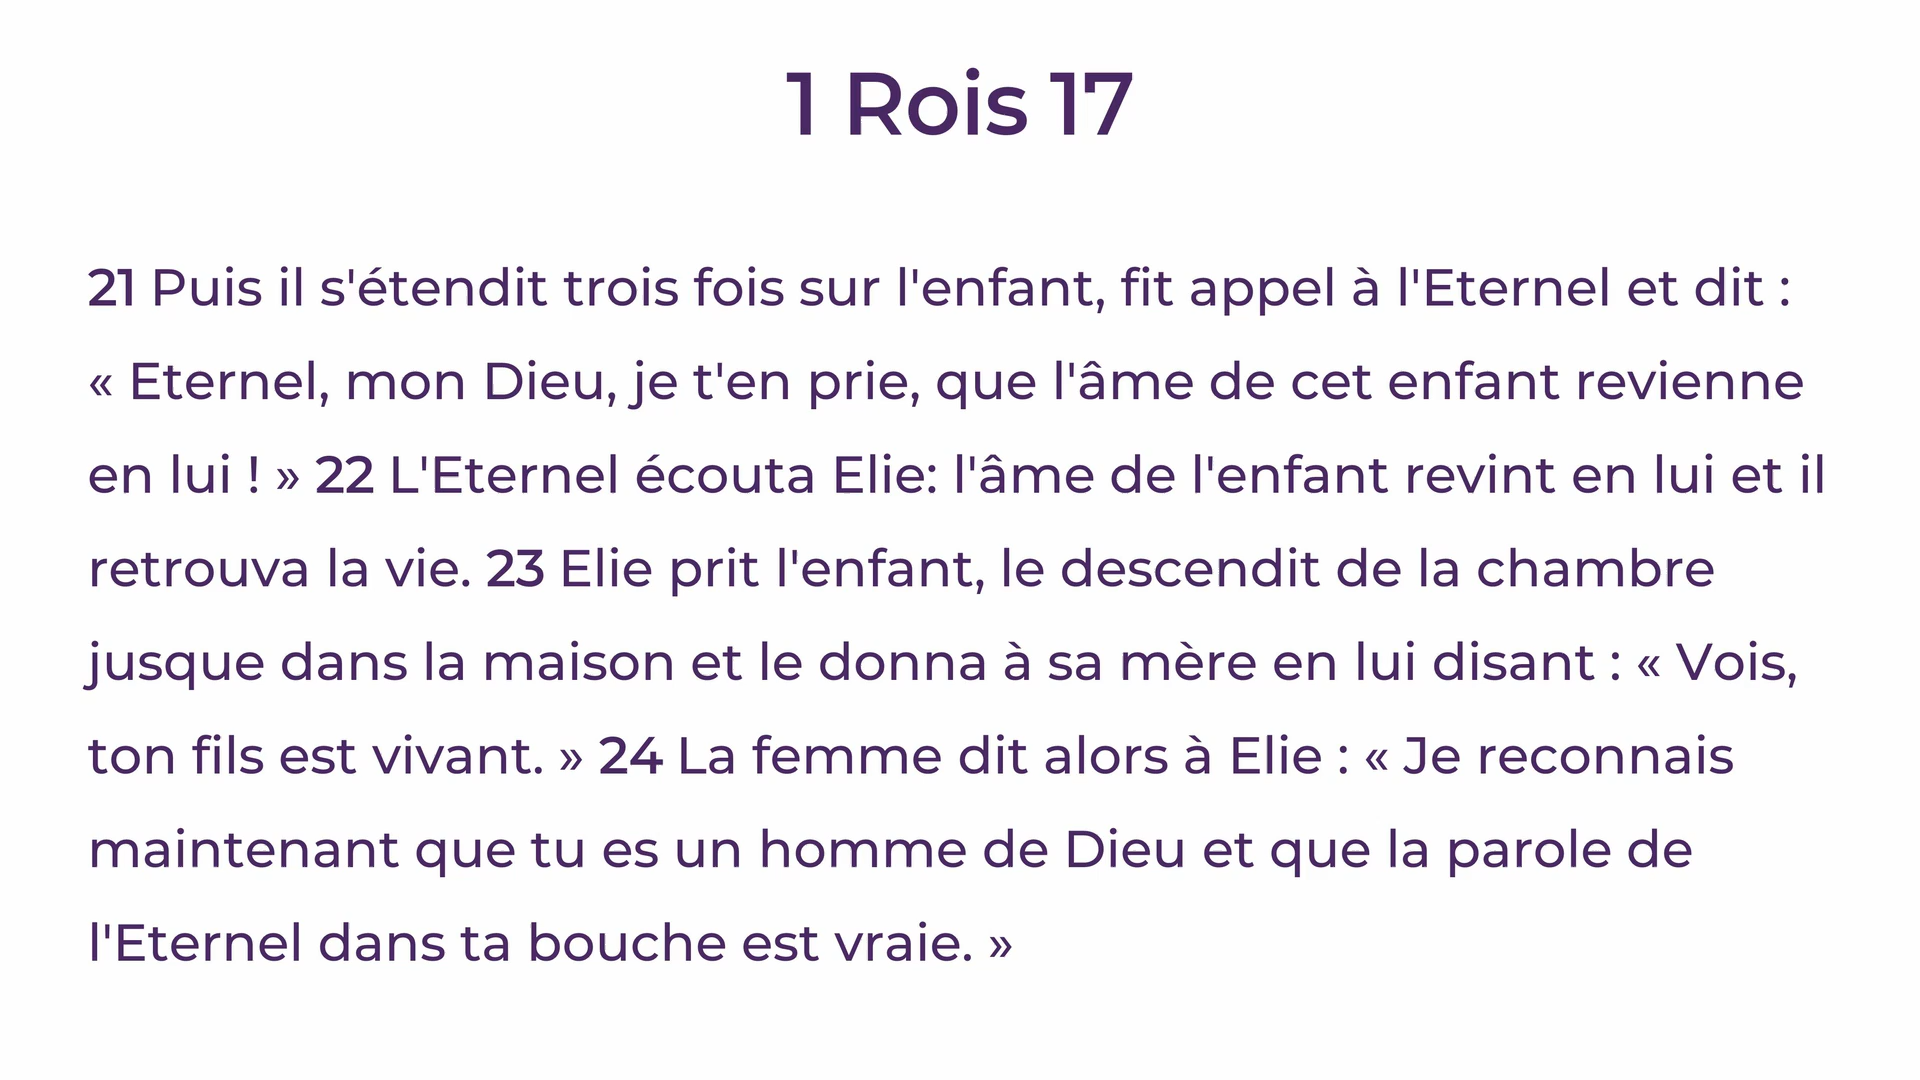 1 Rois 17
21 Puis il s'étendit trois fois sur l'enfant, fit appel à l'Eternel et dit :
« Eternel, mon Dieu, je t'en prie, que l'âme de cet enfant revienne
en lui ! » 22 L'Eternel écouta Elie: l'âme de l'enfant revint en lui et il
retrouva la vie. 23 Elie prit l'enfant, le descendit de la chambre
jusque dans la maison et le donna à sa mère en lui disant : « Vois,
ton fils est vivant. » 24 La femme dit alors à Elie : « Je reconnais
maintenant que tu es un homme de Dieu et que la parole de
l'Eternel dans ta bouche est vraie. »